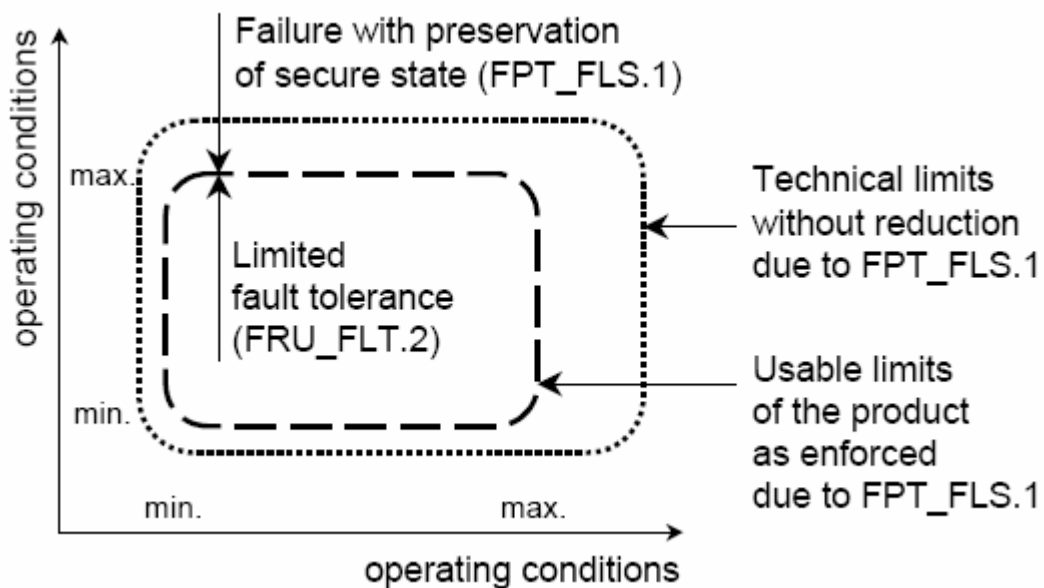 Failure with preservation
of secure state (FPT_FLS.1)
operating conditions
max.
Technical limits
without reduction
due to FPT_FLS.1
Limited
fault tolerance
(FRU_FLT.2)
Usable limits
of the product
as enforced
due to FPT_FLS.1
min.
min.
max.
operating conditions